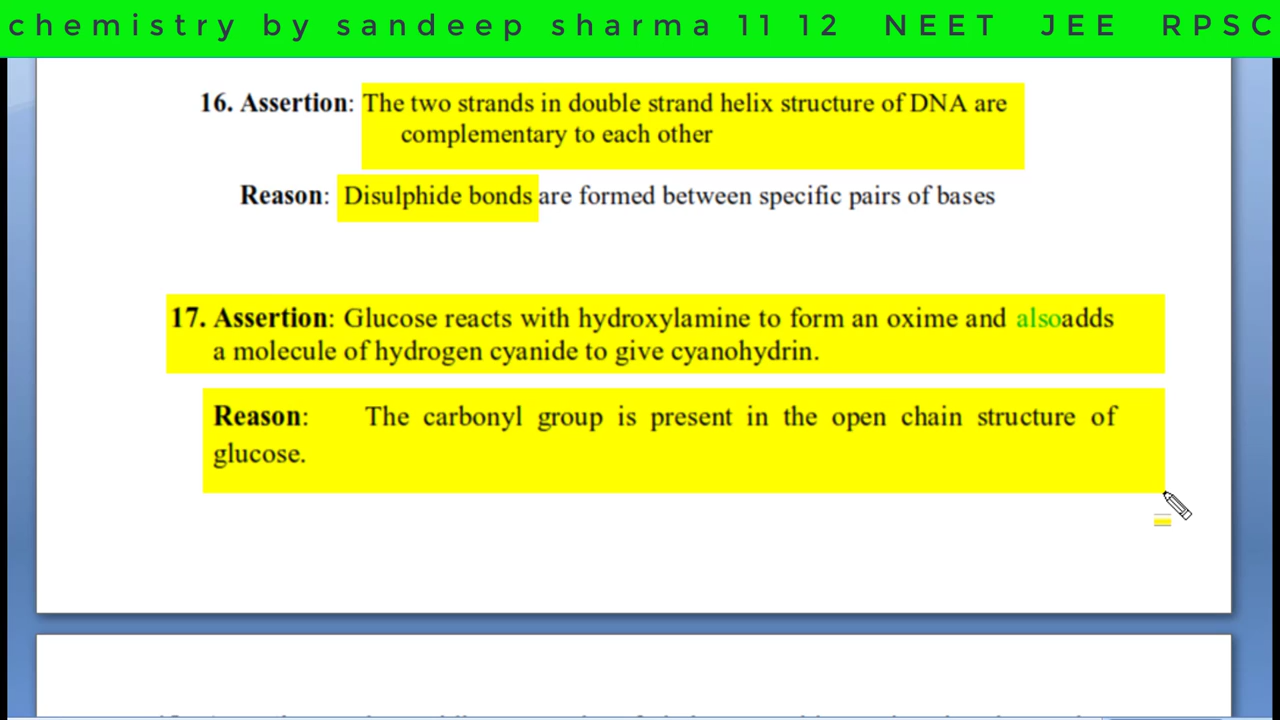 chemistry by sandeep sharma 11 12 NEET JEE RPSC
16. Assertion: The two strands in double strand helix structure of DNA are
complementary to each other
Reason: Disulphide bonds are formed between specific pairs of bases
17. Assertion: Glucose reacts with hydroxylamine to form an oxime and alsoadds
a molecule of hydrogen cyanide to give cyanohydrin.
Reason: The carbonyl group is present in the open chain structure of
glucose.